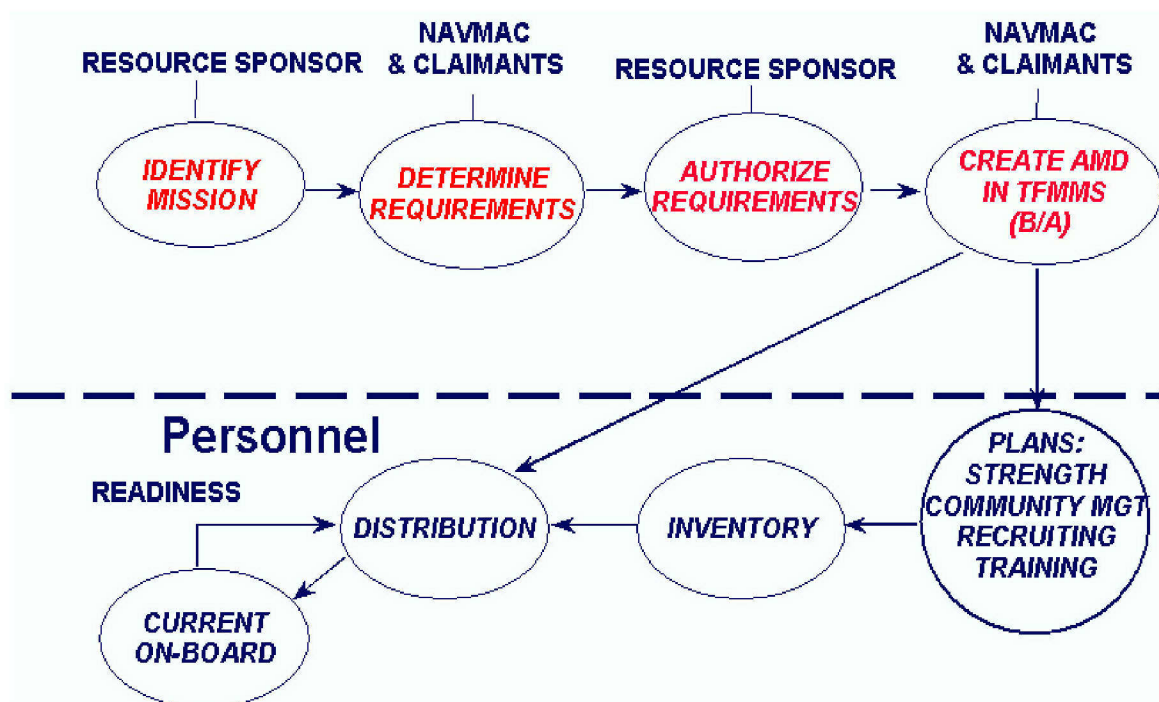 RESOURCE SPONSOR
NAVMAC
& CLAIMANTS
RESOURCE SPONSOR
NAVMAC
& CLAIMANTS
IDENTIFY
MISSION
DETERMINE
REQUIREMENTS
AUTHORIZE
REQUIREMENTS
CREATE AMD
IN TFMMS
(B/A)
Personnel
READINESS
DISTRIBUTION
INVENTORY
PLANS:
STRENGTH
COMMUNITY MGT
RECRUITING
TRAINING
CURRENT
ON-BOARD